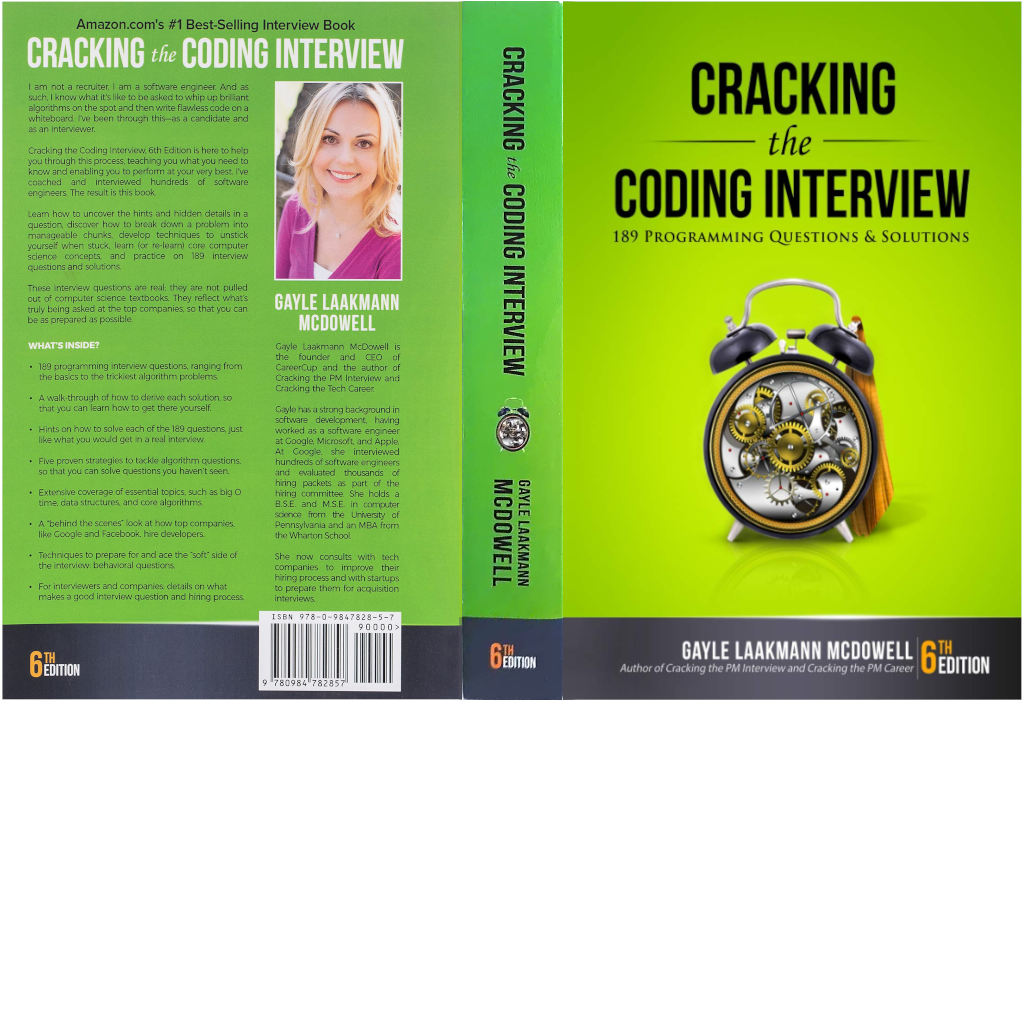 Amazon.com's #1 Best-Selling Interview Book
CRACKING the CODING INTERVIEW
I am not a recruiter. I am a software engineer. And as
such, I know what it's like to be asked to whip up brilliant
algorithms on the spot and then write flawless code on a
whiteboard. I've been through this—as a candidate and
as an interviewer.
Cracking the Coding Interview, 6th Edition is here to help
you through this process, teaching you what you need to
know and enabling you to perform at your very best. I've
coached and interviewed hundreds of software
engineers. The result is this book.
Learn how to uncover the hints and hidden details in a
question, discover how to break down a problem into
manageable chunks, develop techniques to unstick
yourself when stuck, learn (or re-learn) core computer
science concepts, and practice on 189 interview
questions and solutions.
These interview questions are real; they are not pulled
out of computer science textbooks. They reflect what's
truly being asked at the top companies, so that you can
be as prepared as possible.
WHAT'S INSIDE?
• 189 programming interview questions, ranging from
the basics to the trickiest algorithm problems.
• A walk-through of how to derive each solution, so
that you can learn how to get there yourself.
• Hints on how to solve each of the 189 questions, just
like what you would get in a real interview.
• Five proven strategies to tackle algorithm questions,
so that you can solve questions you haven't seen.
• Extensive coverage of essential topics, such as big O
time, data structures, and core algorithms.
• A "behind the scenes" look at how top companies,
like Google and Facebook, hire developers.
• Techniques to prepare for and ace the "soft" side of
the interview: behavioral questions.
• For interviewers and companies: details on what
makes a good interview question and hiring process.
GAYLE LAAKMANN
MCDOWELL
Gayle Laakmann McDowell is
the founder and CEO of
CareerCup and the author of
Cracking the PM Interview and
Cracking the Tech Career.
Gayle has a strong background in
software development, having
worked as a software engineer
at Google, Microsoft, and Apple.
At Google, she interviewed
hundreds of software engineers
and evaluated thousands of
hiring packets as part of the
hiring committee. She holds a
B.S.E. and M.S.E. in computer
science from the University of
Pennsylvania and an MBA from
the Wharton School.
She now consults with tech
companies to improve their
hiring process and with startups
to prepare them for acquisition
interviews.
ISBN 978-0-9847828-5-7
90000>
9 780984 782857
6TH EDITION
CRACKING the CODING INTERVIEW
GAYLE LAAKMANN
MCDOWELL
6TH EDITION
CRACKING
the
CODING INTERVIEW
189 PROGRAMMING QUESTIONS & SOLUTIONS
GAYLE LAAKMANN MCDOWELL
Author of Cracking the PM Interview and Cracking the PM Career
6TH EDITION